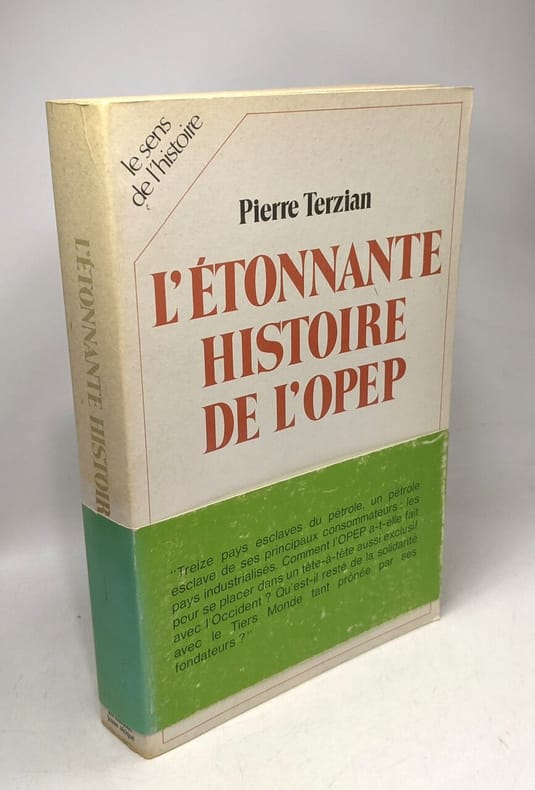 le sens
de l'histoire
Pierre Terzian
L'ÉTONNANTE
HISTOIRE
DE L'OPEP
"Treize pays esclaves du pétrole, un pétrole
esclave de ses principaux consommateurs : les
pays industrialisés. Comment l'OPEP a-t-elle fait
pour se placer dans un tête-à-tête aussi exclusif
avec l'Occident ? Qu'est-il resté de la solidarité
avec le Tiers Monde tant prônée par ses
fondateurs ?"
L'ÉTONNANTE HISTOIR